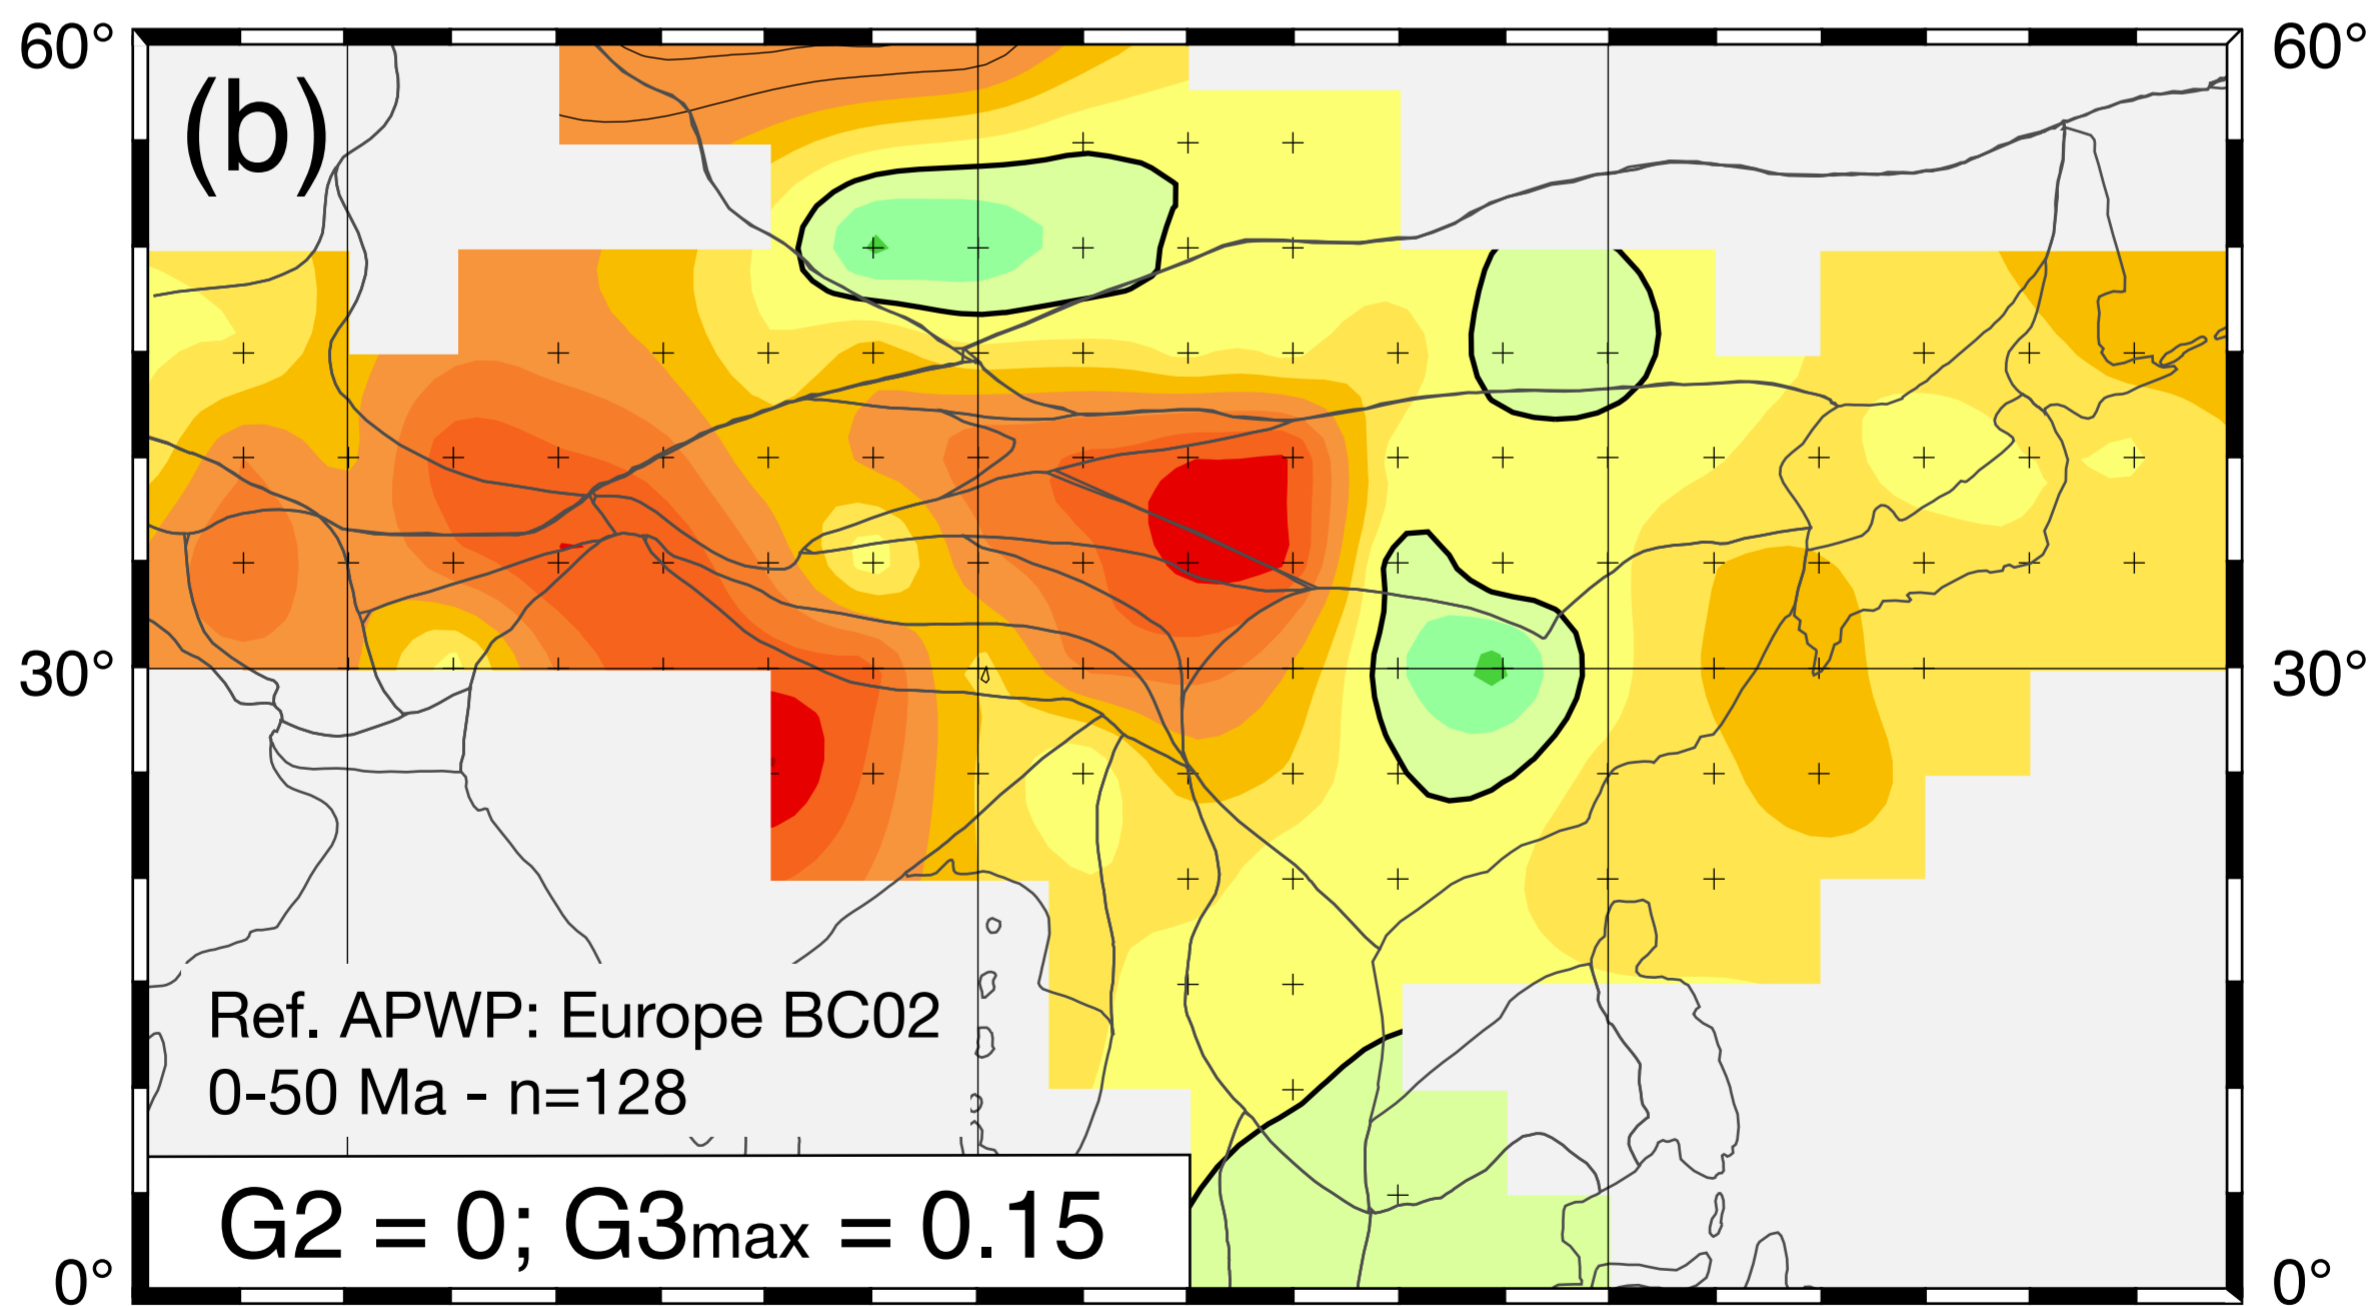 60° 60°
(b)
30° 30°
Ref. APWP: Europe BC02
0-50 Ma - n=128
G2 = 0; G3max = 0.15
0° 0°